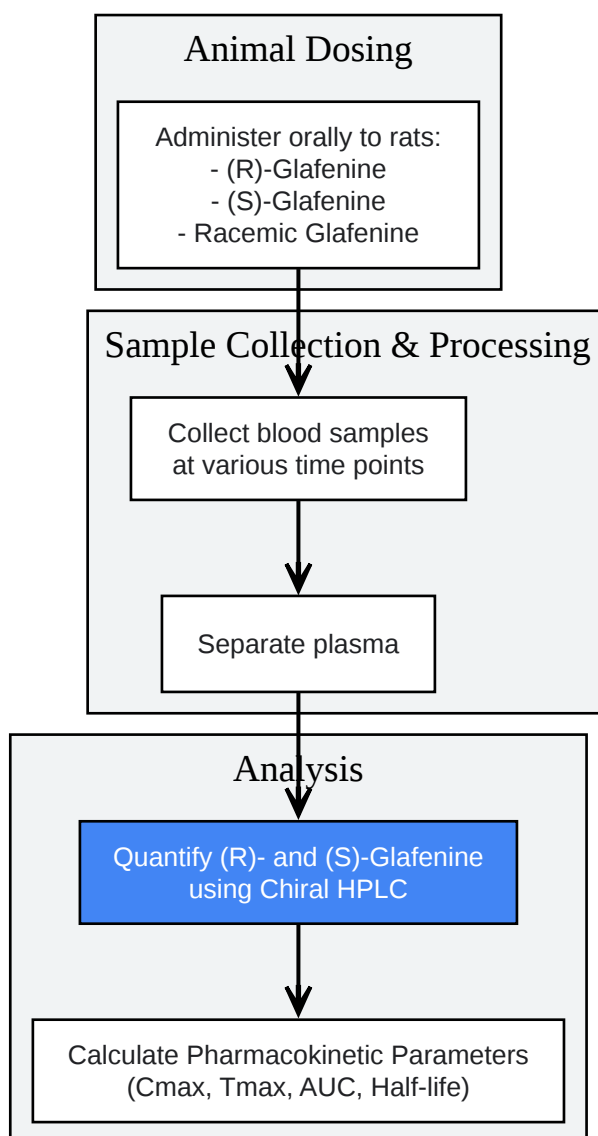 Animal Dosing
Administer orally to rats:
- (R)-Glafenine
- (S)-Glafenine
- Racemic Glafenine
Sample Collection & Processing
Collect blood samples
at various time points
Separate plasma
Analysis
Quantify (R)- and (S)-Glafenine
using Chiral HPLC
Calculate Pharmacokinetic Parameters
(Cmax, Tmax, AUC, Half-life)